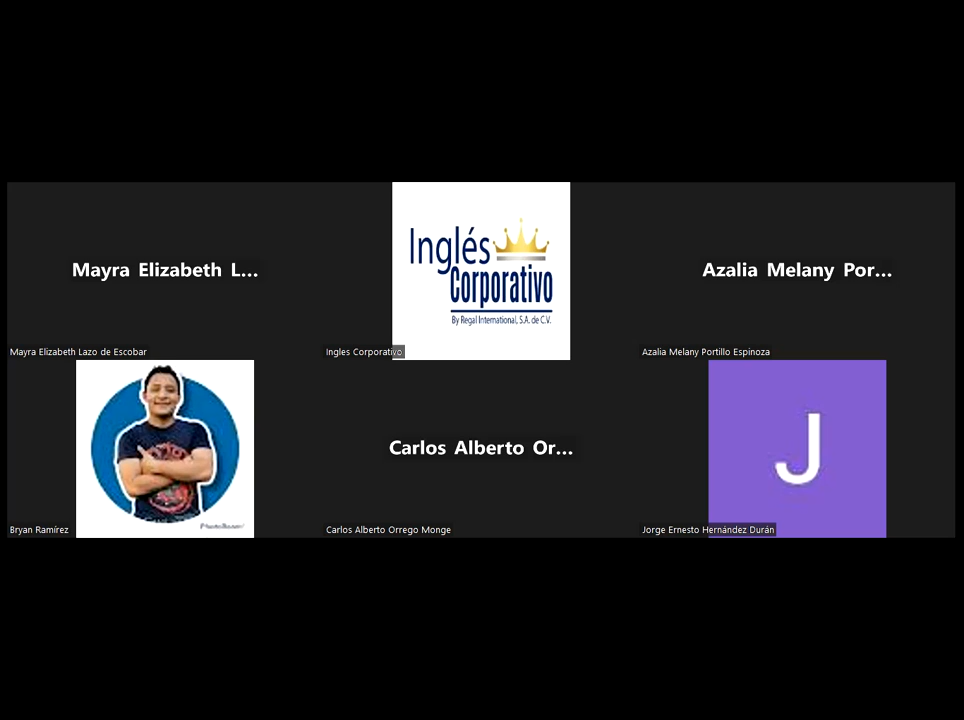 Mayra Elizabeth L...
Inglés
Corporativo
By Regal International, S.A. de C.V.
Azalia Melany Por...
Mayra Elizabeth Lazo de Escobar
Ingles Corporativo
Azalia Melany Portillo Espinoza
Carlos Alberto Or...
J
Bryan Ramírez
Carlos Alberto Orrego Monge
Jorge Ernesto Hernández Durán